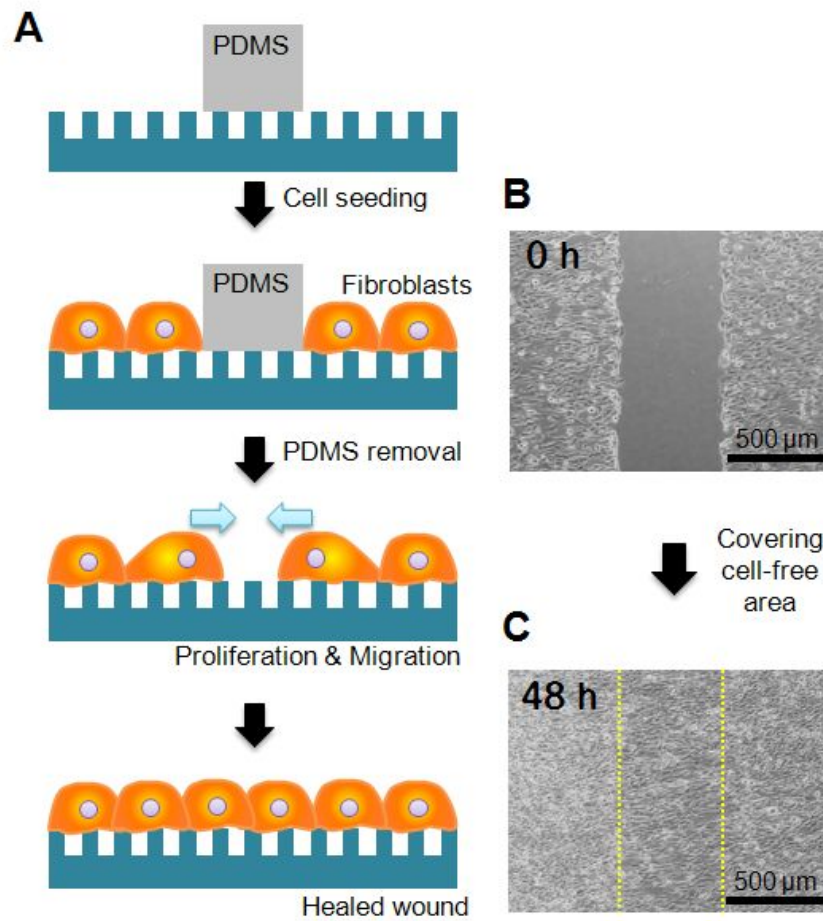 A
PDMS
Cell seeding
PDMS
Fibroblasts
PDMS removal
Proliferation & Migration
Healed wound
B
0 h
500 µm
Covering
cell-free
area
C
48 h
500 µm